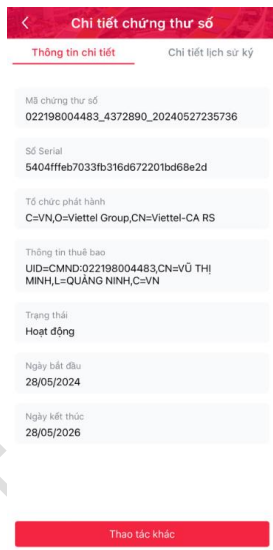 Chi tiết chứng thư số
Thông tin chi tiết
Chi tiết lịch sử ký
Mã chứng thư số
022198004483_4372890_20240527235736
Số Serial
5404fffeb7033fb316d672201bd68e2d
Tổ chức phát hành
C=VN,O=Viettel Group,CN=Viettel-CA RS
Thông tin thuê bao
UID=CMND:022198004483,CN=VŨ THỊ
MINH,L=QUẢNG NINH,C=VN
Trạng thái
Hoạt động
Ngày bắt đầu
28/05/2024
Ngày kết thúc
28/05/2026
Thao tác khác